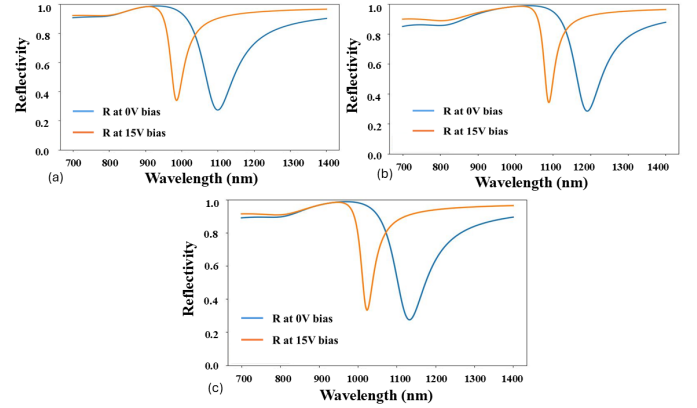 1.0
0.8
0.6
0.4
0.2
0.0
Reflectivity
R at 0V bias
R at 15V bias
700 800 900 1000 1100 1200 1300 1400
(a)
Wavelength (nm)
1.0
0.8
0.6
0.4
0.2
0.0
Reflectivity
R at 0V bias
R at 15V bias
700 800 900 1000 1100 1200 1300 1400
(b)
Wavelength (nm)
1.0
0.8
0.6
0.4
0.2
0.0
Reflectivity
R at 0V bias
R at 15V bias
700 800 900 1000 1100 1200 1300 1400
(c)
Wavelength (nm)